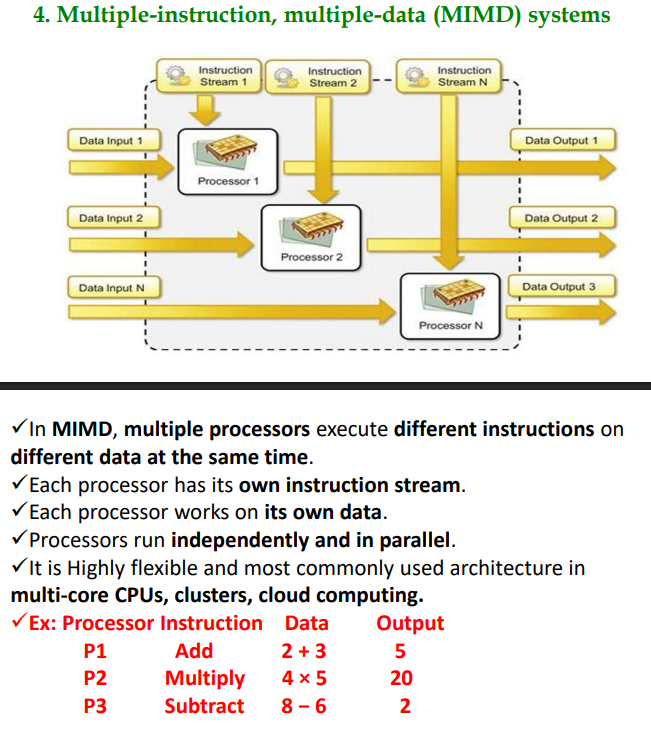 4. Multiple-instruction, multiple-data (MIMD) systems
Instruction
Stream 1
Instruction
Stream 2
Instruction
Stream N
Data Input 1
Data Output 1
Processor 1
Data Input 2
Data Output 2
Processor 2
Data Input N
Data Output 3
Processor N
✓In MIMD, multiple processors execute different instructions on
different data at the same time.
✓Each processor has its own instruction stream.
✓Each processor works on its own data.
✓Processors run independently and in parallel.
✓It is Highly flexible and most commonly used architecture in
multi-core CPUs, clusters, cloud computing.
✓Ex: Processor Instruction Data Output
P1 Add 2 + 3 5
P2 Multiply 4 × 5 20
P3 Subtract 8 – 6 2